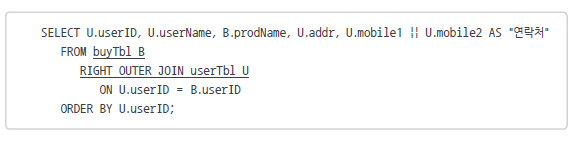 SELECT U.userID, U.userName, B.prodName, U.addr, U.mobile1 || U.mobile2 AS "연락처"
FROM buyTbl B
RIGHT OUTER JOIN userTbl U
ON U.userID = B.userID
ORDER BY U.userID;